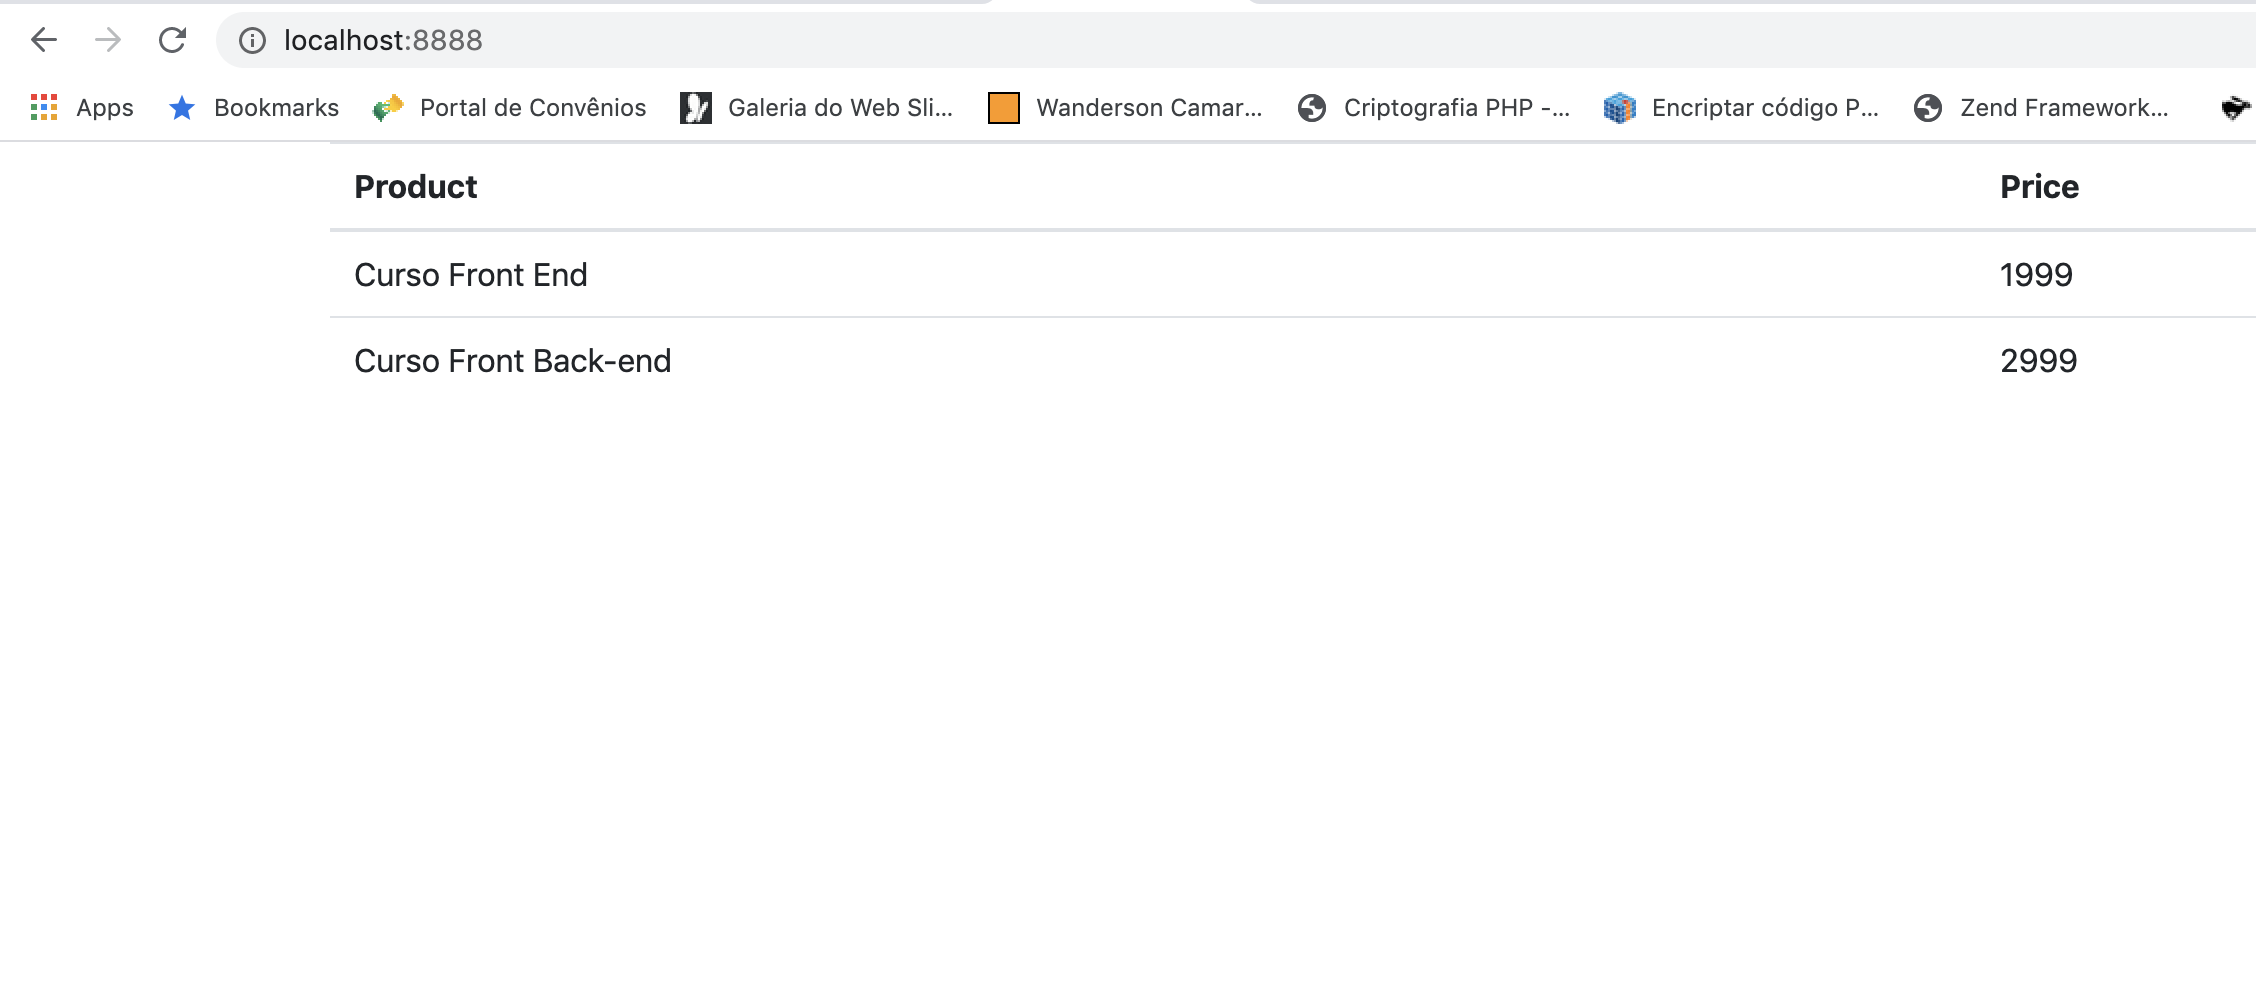 localhost:8888
Apps Bookmarks Portal de Convênios Galeria do Web Sli... Wanderson Camar... Criptografia PHP -... Encriptar código P... Zend Framework...
Product Price
Curso Front End 1999
Curso Front Back-end 2999